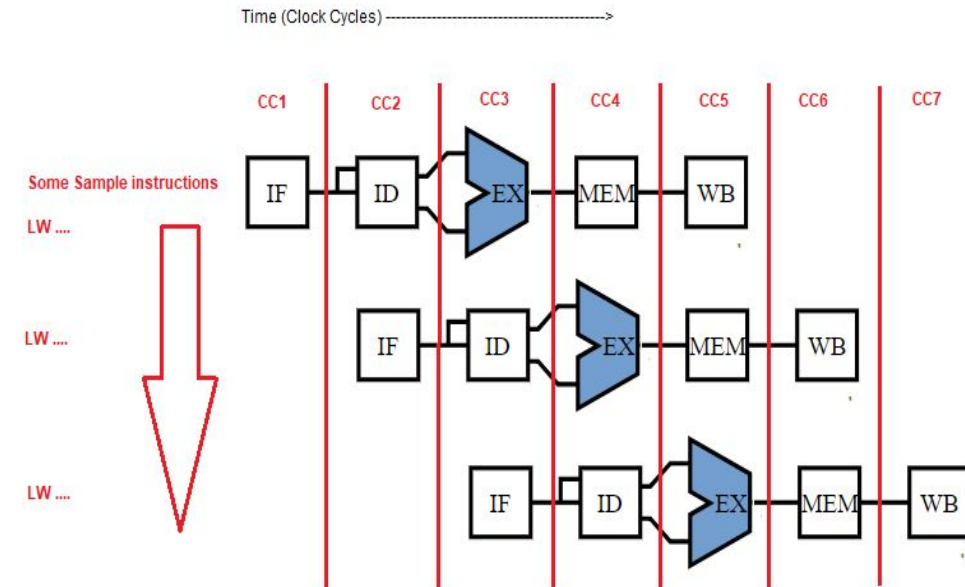 Time (Clock Cycles) ---------------------------------------------->
CC1 CC2 CC3 CC4 CC5 CC6 CC7
Some Sample instructions
IF ID EX MEM WB
LW ....
LW ....
IF ID EX MEM WB
LW ....
IF ID EX MEM WB